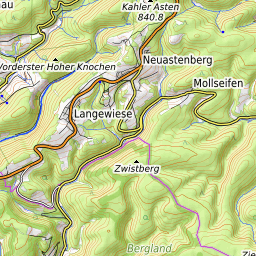 Kahler Asten
840.8
Neuastenberg
Vorderster Hoher Knochen
Mollseifen
Langewiese
Zwistberg
Bergland